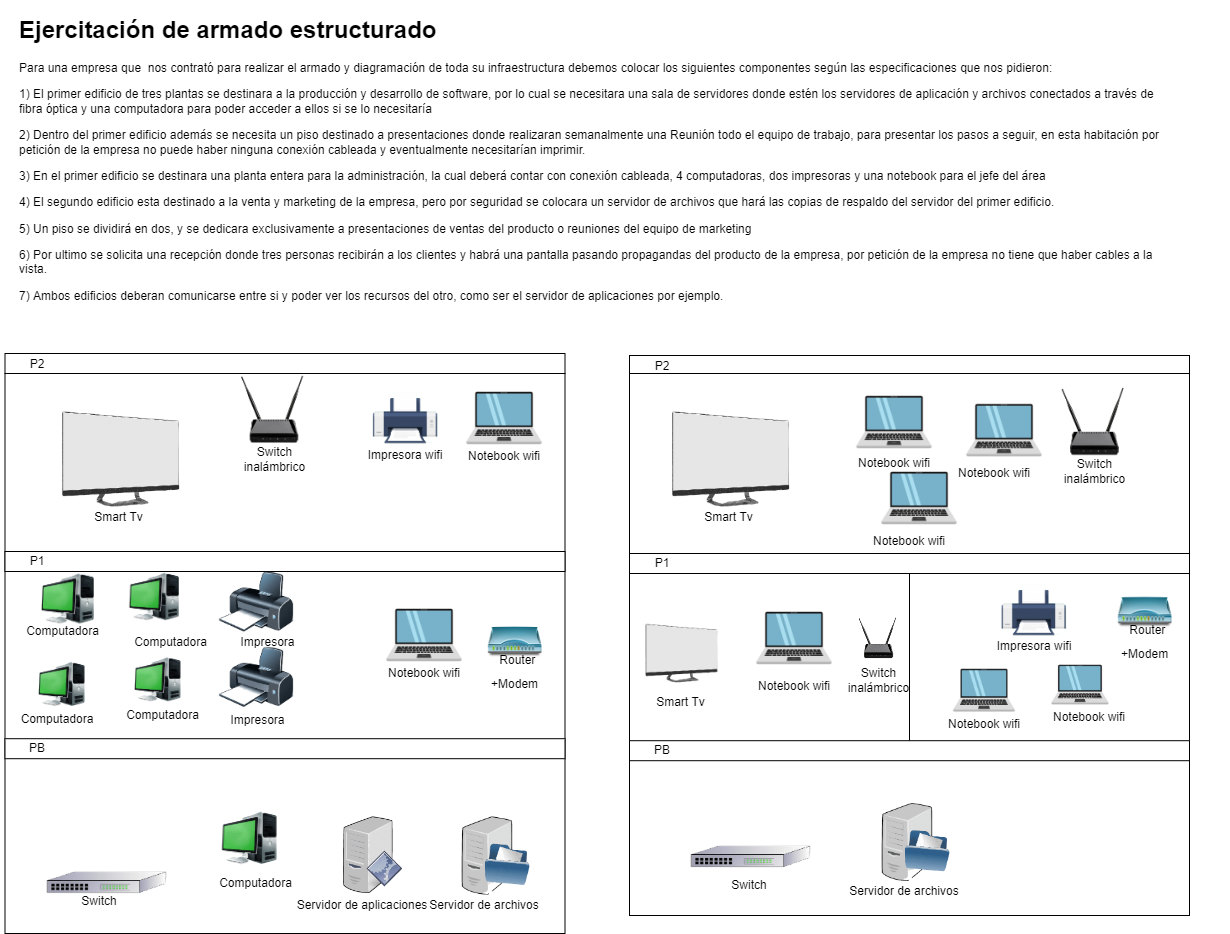 Ejercitación de armado estructurado
Para una empresa que  nos contrató para realizar el armado y diagramación de toda su infraestructura debemos colocar los siguientes componentes según las especificaciones que nos pidieron:
1) El primer edificio de tres plantas se destinara a la producción y desarrollo de software, por lo cual se necesitara una sala de servidores donde estén los servidores de aplicación y archivos conectados a través de
fibra óptica y una computadora para poder acceder a ellos si se lo necesitaría
2) Dentro del primer edificio además se necesita un piso destinado a presentaciones donde realizaran semanalmente una Reunión todo el equipo de trabajo, para presentar los pasos a seguir, en esta habitación por
petición de la empresa no puede haber ninguna conexión cableada y eventualmente necesitarían imprimir.
3) En el primer edificio se destinara una planta entera para la administración, la cual deberá contar con conexión cableada, 4 computadoras, dos impresoras y una notebook para el jefe del área
4) El segundo edificio esta destinado a la venta y marketing de la empresa, pero por seguridad se colocara un servidor de archivos que hará las copias de respaldo del servidor del primer edificio.
5) Un piso se dividirá en dos, y se dedicara exclusivamente a presentaciones de ventas del producto o reuniones del equipo de marketing
6) Por ultimo se solicita una recepción donde tres personas recibirán a los clientes y habrá una pantalla pasando propagandas del producto de la empresa, por petición de la empresa no tiene que haber cables a la
vista.
7) Ambos edificios deberan comunicarse entre si y poder ver los recursos del otro, como ser el servidor de aplicaciones por ejemplo.
P2
Smart Tv
Switch
inalámbrico
Impresora wifi
Notebook wifi
P1
Computadora
Computadora
Impresora
Computadora
Computadora
Impresora
Notebook wifi
Router
+Modem
PB
Switch
Computadora
Servidor de aplicaciones
Servidor de archivos
P2
Smart Tv
Notebook wifi
Notebook wifi
Notebook wifi
Switch
inalámbrico
P1
Smart Tv
Notebook wifi
Switch
inalámbrico
Impresora wifi
Router
+Modem
Notebook wifi
Notebook wifi
PB
Switch
Servidor de archivos